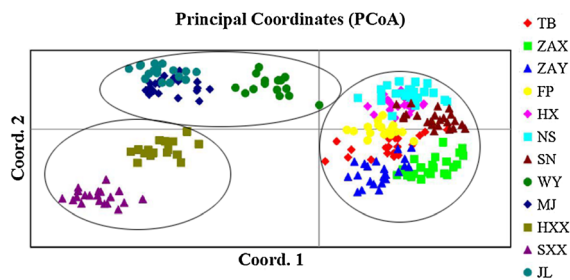 Principal Coordinates (PCoA)
Coord. 2
Coord. 1
TB
ZAX
ZAY
FP
HX
NS
SN
WY
MJ
HXX
SXX
JL